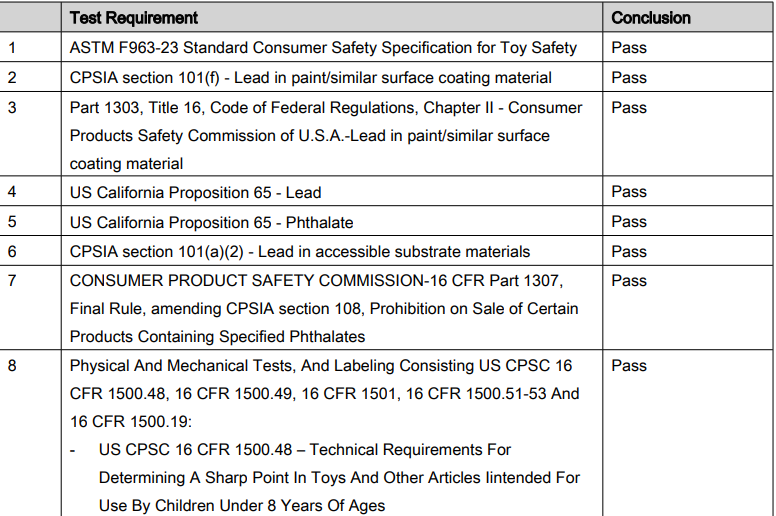 Test Requirement Conclusion
1 ASTM F963-23 Standard Consumer Safety Specification for Toy Safety Pass
2 CPSIA section 101(f) - Lead in paint/similar surface coating material Pass
3 Part 1303, Title 16, Code of Federal Regulations, Chapter II - Consumer Pass
Products Safety Commission of U.S.A.-Lead in paint/similar surface
coating material
4 US California Proposition 65 - Lead Pass
5 US California Proposition 65 - Phthalate Pass
6 CPSIA section 101(a)(2) - Lead in accessible substrate materials Pass
7 CONSUMER PRODUCT SAFETY COMMISSION-16 CFR Part 1307, Pass
Final Rule, amending CPSIA section 108, Prohibition on Sale of Certain
Products Containing Specified Phthalates
8 Physical And Mechanical Tests, And Labeling Consisting US CPSC 16 Pass
CFR 1500.48, 16 CFR 1500.49, 16 CFR 1501, 16 CFR 1500.51-53 And
16 CFR 1500.19:
- US CPSC 16 CFR 1500.48 – Technical Requirements For
Determining A Sharp Point In Toys And Other Articles Iintended For
Use By Children Under 8 Years Of Ages